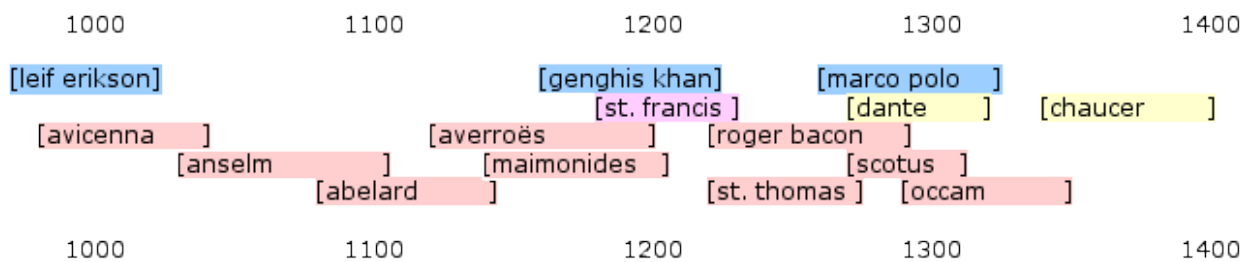 1000 1100 1200 1300 1400
[leif erikson] [genghis khan] [marco polo ]
[st. francis ] [dante ] [chaucer ]
[avicenna ] [averroës ] [roger bacon ]
[anselm ] [maimonides ] [scotus ]
[abelard ] [st. thomas ] [occam ]
1000 1100 1200 1300 1400